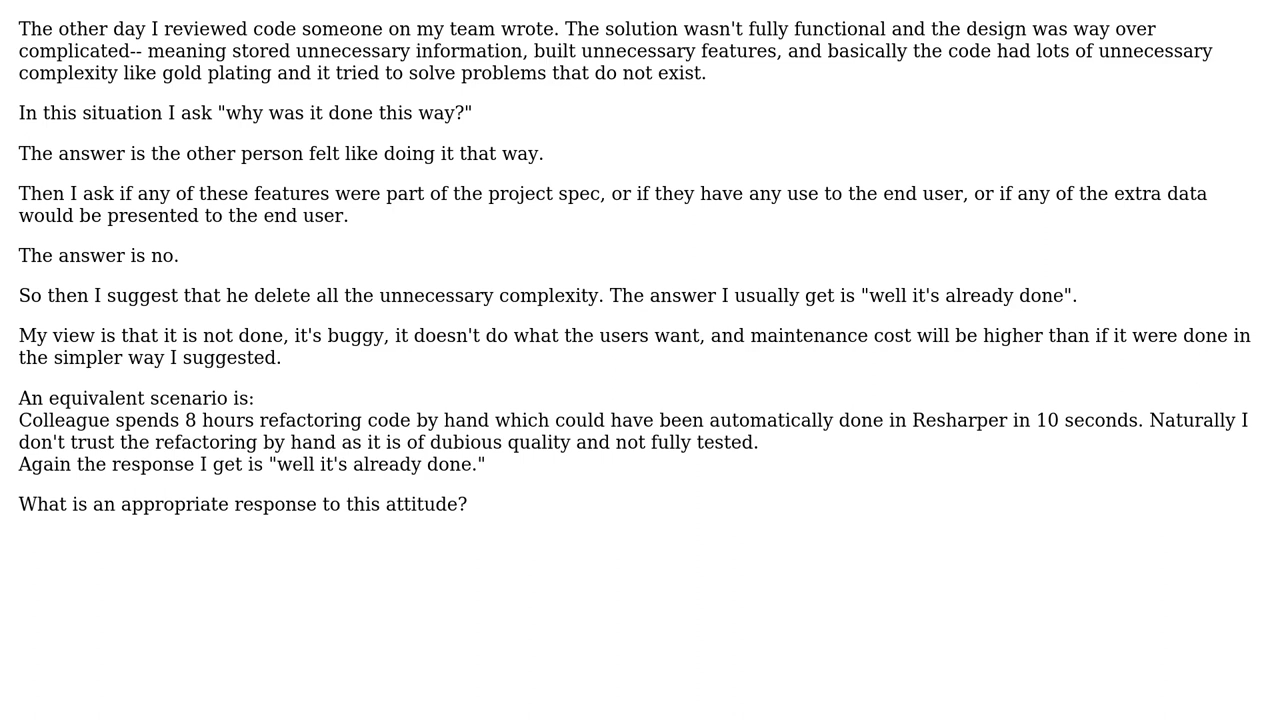 The other day I reviewed code someone on my team wrote. The solution wasn't fully functional and the design was way over
complicated-- meaning stored unnecessary information, built unnecessary features, and basically the code had lots of unnecessary
complexity like gold plating and it tried to solve problems that do not exist.
In this situation I ask "why was it done this way?"
The answer is the other person felt like doing it that way.
Then I ask if any of these features were part of the project spec, or if they have any use to the end user, or if any of the extra data
would be presented to the end user.
The answer is no.
So then I suggest that he delete all the unnecessary complexity. The answer I usually get is "well it's already done".
My view is that it is not done, it's buggy, it doesn't do what the users want, and maintenance cost will be higher than if it were done in
the simpler way I suggested.
An equivalent scenario is:
Colleague spends 8 hours refactoring code by hand which could have been automatically done in Resharper in 10 seconds. Naturally I
don't trust the refactoring by hand as it is of dubious quality and not fully tested.
Again the response I get is "well it's already done."
What is an appropriate response to this attitude?